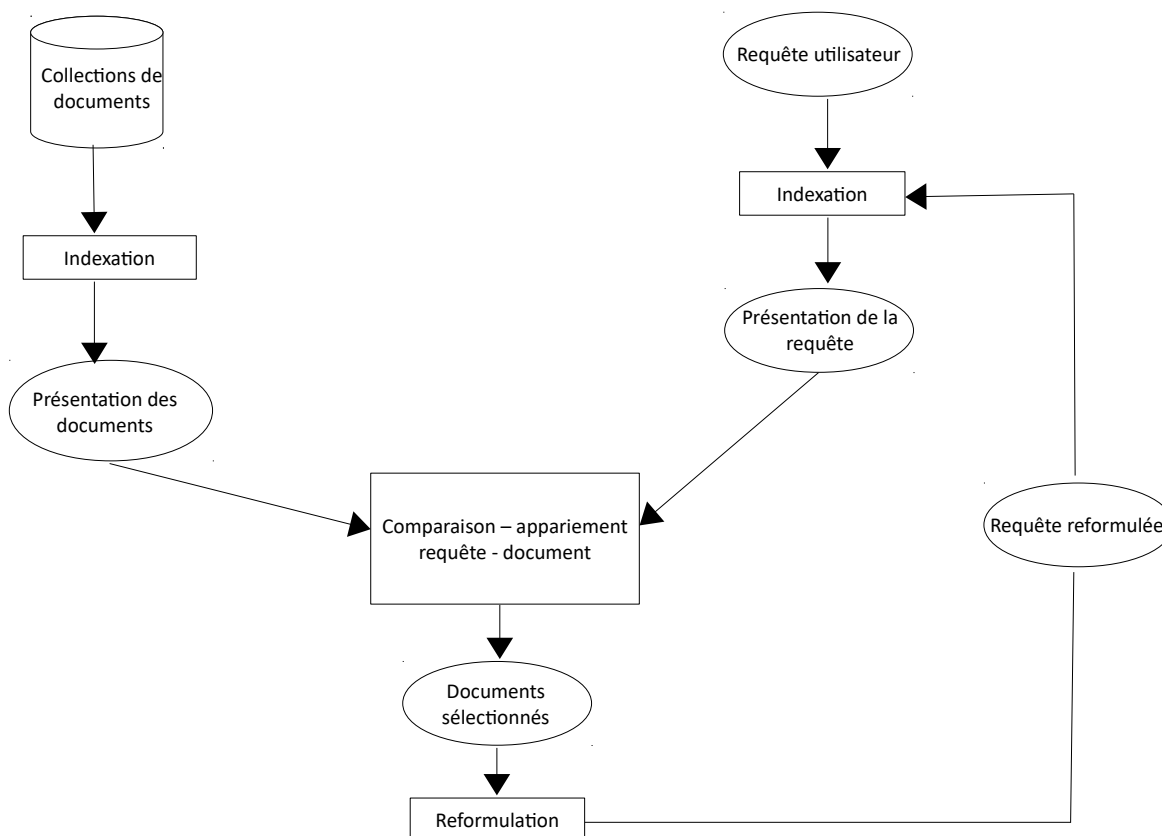 Collections de
documents
Requête utilisateur
Indexation
Indexation
Présentation de la
requête
Présentation des
documents
Comparaison – appariement
requête - document
Requête reformulée
Documents
sélectionnés
Reformulation